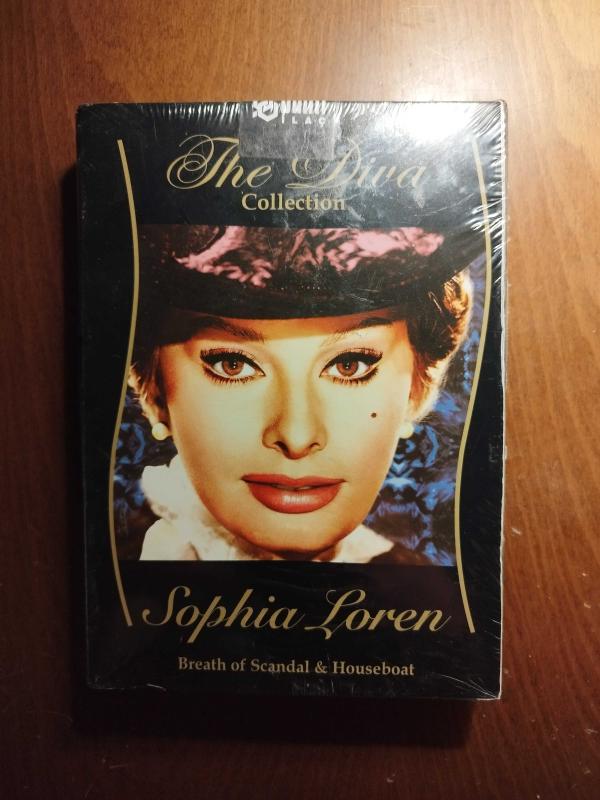 The Diva
Collection
Sophia Loren
Breath of Scandal & Houseboat